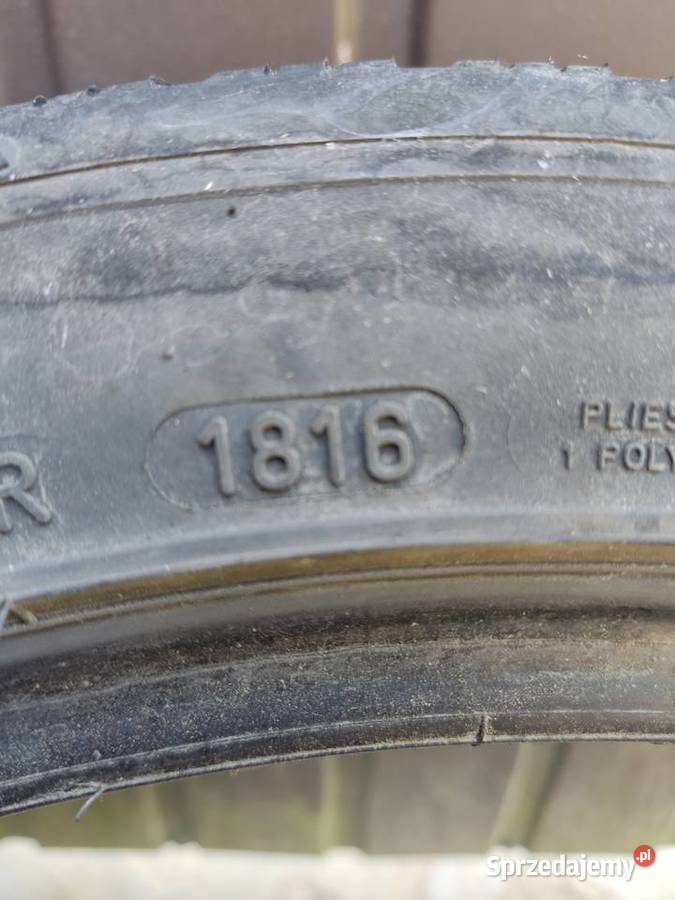 1816
R
PLIES
1 POLY
Sprzedajemy.pl